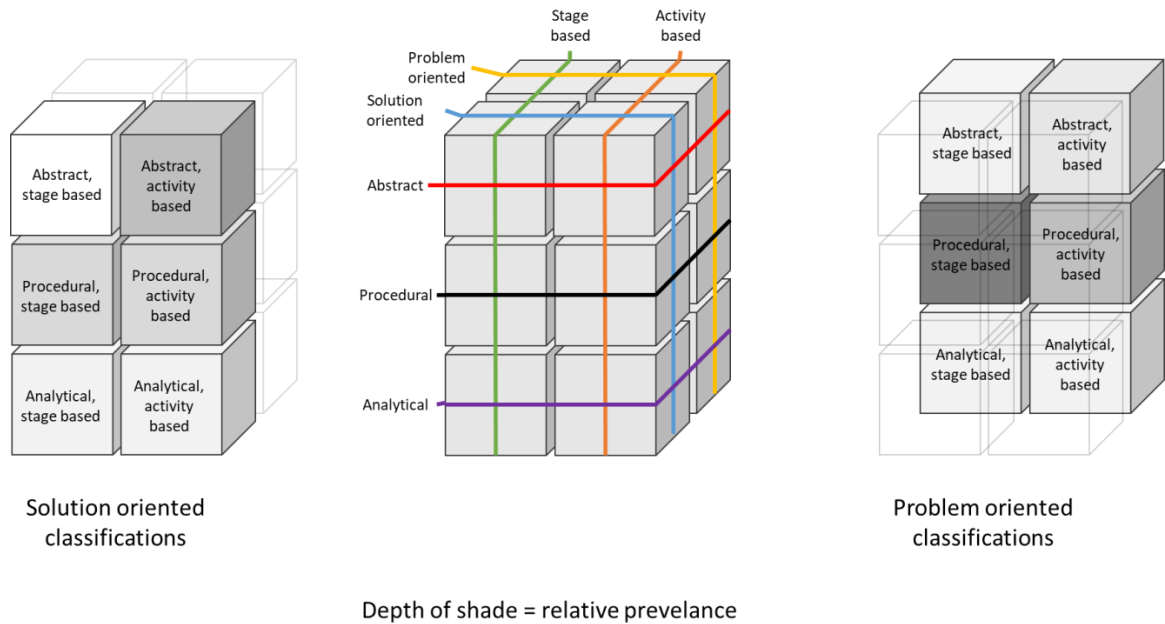 Abstract,
stage based
Abstract,
activity
based
Procedural,
stage based
Procedural,
activity
based
Analytical,
stage based
Analytical,
activity
based
Solution oriented
classifications
Stage
based
Activity
based
Problem
oriented
Solution
oriented
Abstract
Procedural
Analytical
Abstract,
stage based
Abstract,
activity
based
Procedural,
stage based
Procedural,
activity
based
Analytical,
stage based
Analytical,
activity
based
Problem oriented
classifications
Depth of shade = relative prevelance